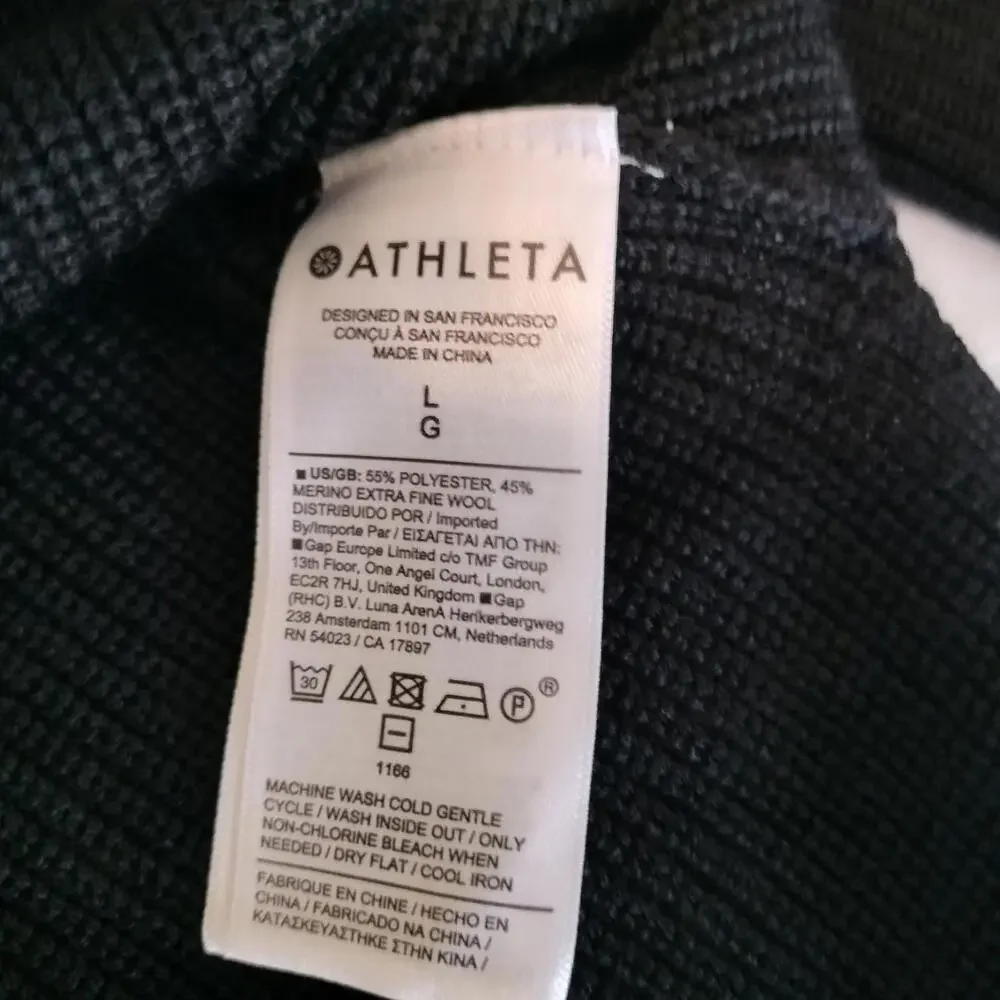 ATHLETA
DESIGNED IN SAN FRANCISCO
CONÇU À SAN FRANCISCO
MADE IN CHINA
L
G
■ US/GB: 55% POLYESTER, 45%
MERINO EXTRA FINE WOOL
DISTRIBUIDO POR / Imported
By/Importe Par / ΕΙΣΑΓΕΤΑΙ ΑΠΟ ΤΗΝ:
■ Gap Europe Limited c/o TMF Group
13th Floor, One Angel Court, London,
EC2R 7HJ, United Kingdom ■ Gap
(RHC) B.V. Luna ArenA Herikerbergweg
238 Amsterdam 1101 CM, Netherlands
RN 54023 / CA 17897
30 P ®
1166
MACHINE WASH COLD GENTLE
CYCLE / WASH INSIDE OUT / ONLY
NON-CHLORINE BLEACH WHEN
NEEDED / DRY FLAT / COOL IRON
FABRIQUE EN CHINE / HECHO EN
CHINA / FABRICADO NA CHINA /
ΚΑΤΑΣΚΕΥΑΣΤΗΚΕ ΣΤΗΝ ΚΙΝΑ /